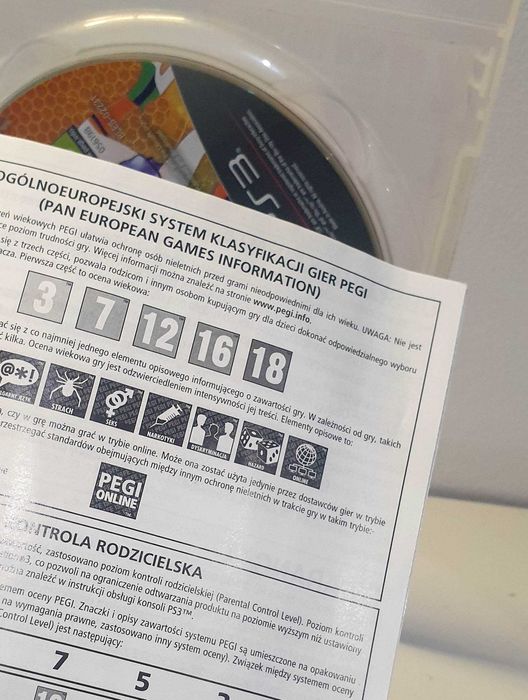 PS3
OGÓLNOEUROPEJSKI SYSTEM KLASYFIKACJI GIER PEGI
(PAN EUROPEAN GAMES INFORMATION)
wiekowych PEGI ułatwia ochronę osób nieletnich przed grami nieodpowiednimi dla ich wieku. UWAGA: Nie jest
poziom trudności gry. Więcej informacji można znaleźć na stronie www.pegi.info.
się z trzech części, pozwala rodzicom i innym osobom kupującym gry dla dzieci dokonać odpowiedzialnego wyboru
Pierwsza część to ocena wiekowa:
3 7 12 16 18
się z co najmniej jednego elementu opisowego informującego o zawartości gry. W zależności od gry, takich
kilka. Ocena wiekowa gry jest odzwierciedleniem intensywności jej treści. Elementy opisowe to:
@*! STRACH SEKS NARKOTYKI DYSKRYMINACJA HAZARD ONLINE
czy w grę można grać w trybie online. Może ona zostać użyta jedynie przez dostawców gier w trybie
przestrzegać standardów obejmujących między innymi ochronę nieletnich w trakcie gry w takim trybie:-
PEGI
ONLINE
KONTROLA RODZICIELSKA
zastosowano poziom kontroli rodzicielskiej (Parental Control Level). Poziom kontroli
co pozwoli na ograniczenie odtwarzania produktu na poziomie wyższym niż ustawiony
znaleźć w instrukcji obsługi konsoli PS3™.
oceny PEGI. Znaczki i opisy zawartości systemu PEGI są umieszczone na opakowaniu
na wymagania prawne, zastosowano inny system oceny). Związek między systemem oceny
Control Level) jest następujący:
7 5